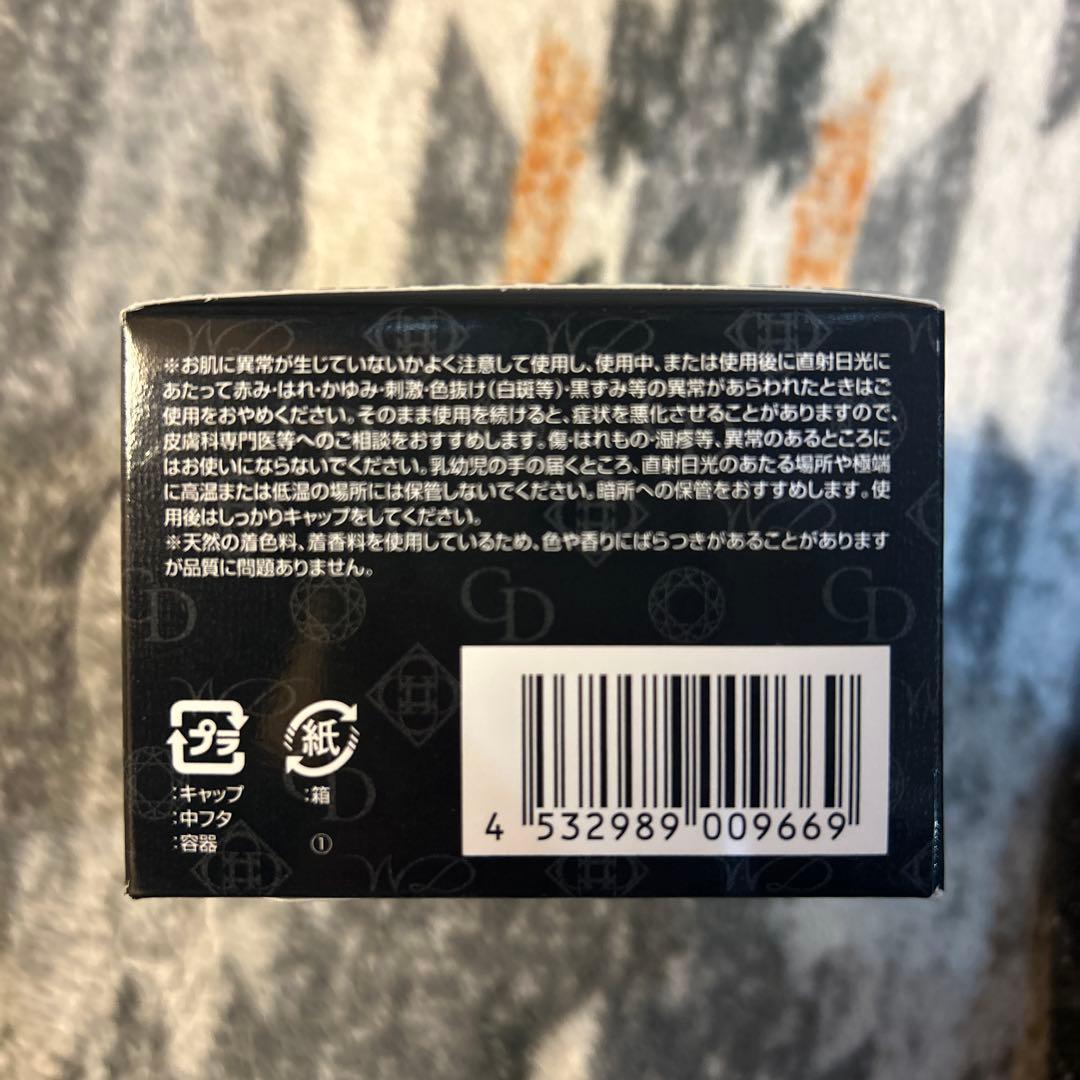 ※お肌に異常が生じていないかよく注意して使用し、使用中、または使用後に直射日光に
あたって赤み・はれ・かゆみ・刺激・色抜け(白斑等)・黒ずみ等の異常があらわれたときはご
使用をおやめください。そのまま使用を続けると、症状を悪化させることがありますので、
皮膚科専門医等へのご相談をおすすめします。傷・はれもの・湿疹等、異常のあるところに
はお使いにならないでください。乳幼児の手の届くところ、直射日光のあたる場所や極端
に高温または低温の場所には保管しないでください。暗所への保管をおすすめします。使
用後はしっかりキャップをしてください。
※天然の着色料、着香料を使用しているため、色や香りにばらつきがあることがあります
が品質に問題ありません。
CD
プラ
紙
:キャップ
:中フタ
:容器
:箱
①
4 532989 009669